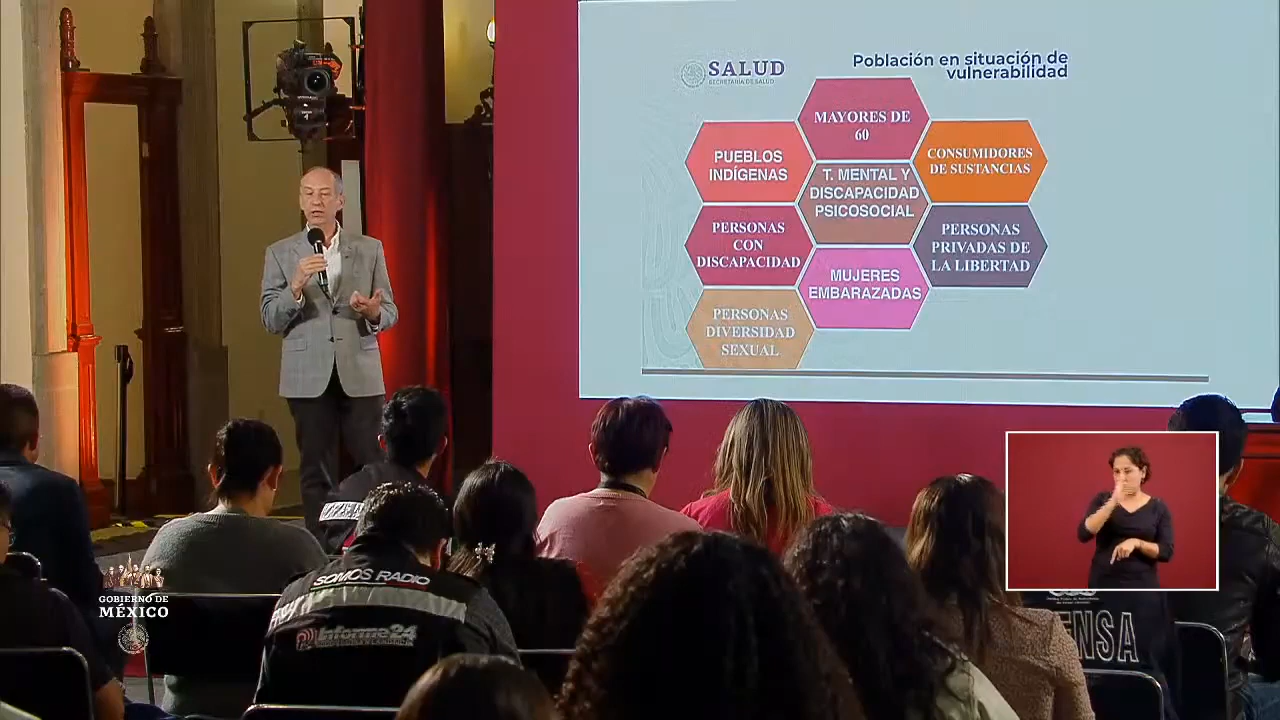 SALUD
SECRETARÍA DE SALUD
Población en situación de
vulnerabilidad
MAYORES DE
60
PUEBLOS
INDÍGENAS
CONSUMIDORES
DE SUSTANCIAS
T. MENTAL Y
DISCAPACIDAD
PSICOSOCIAL
PERSONAS
CON
DISCAPACIDAD
PERSONAS
PRIVADAS DE
LA LIBERTAD
MUJERES
EMBARAZADAS
PERSONAS
DIVERSIDAD
SEXUAL
SOMOS RADIO
Informe24
GOBIERNO DE
MÉXICO
ENSA